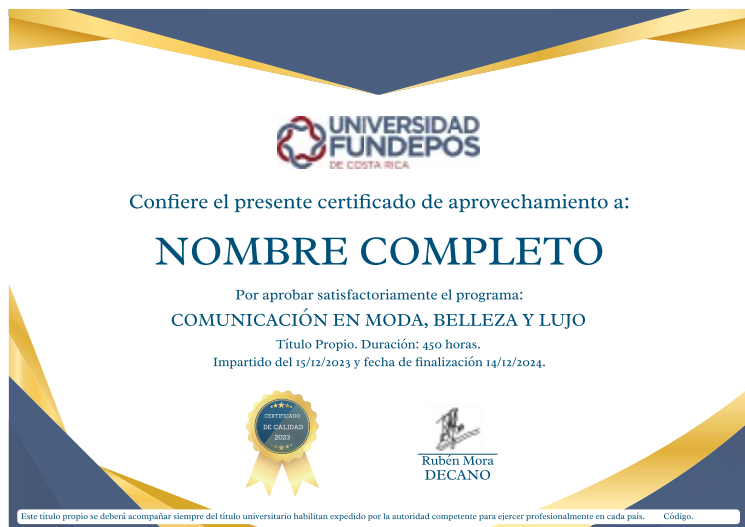 UNIVERSIDAD
FUNDEPOS
DE COSTA RICA
Confiere el presente certificado de aprovechamiento a:
NOMBRE COMPLETO
Por aprobar satisfactoriamente el programa:
COMUNICACIÓN EN MODA, BELLEZA Y LUJO
Título Propio. Duración: 450 horas.
Impartido del 15/12/2023 y fecha de finalización 14/12/2024.
CERTIFICADO
DE CALIDAD
2023
Rubén Mora
DECANO
Este título propio se deberá acompañar siempre del título universitario habilitan expedido por la autoridad competente para ejercer profesionalmente en cada país. Código.